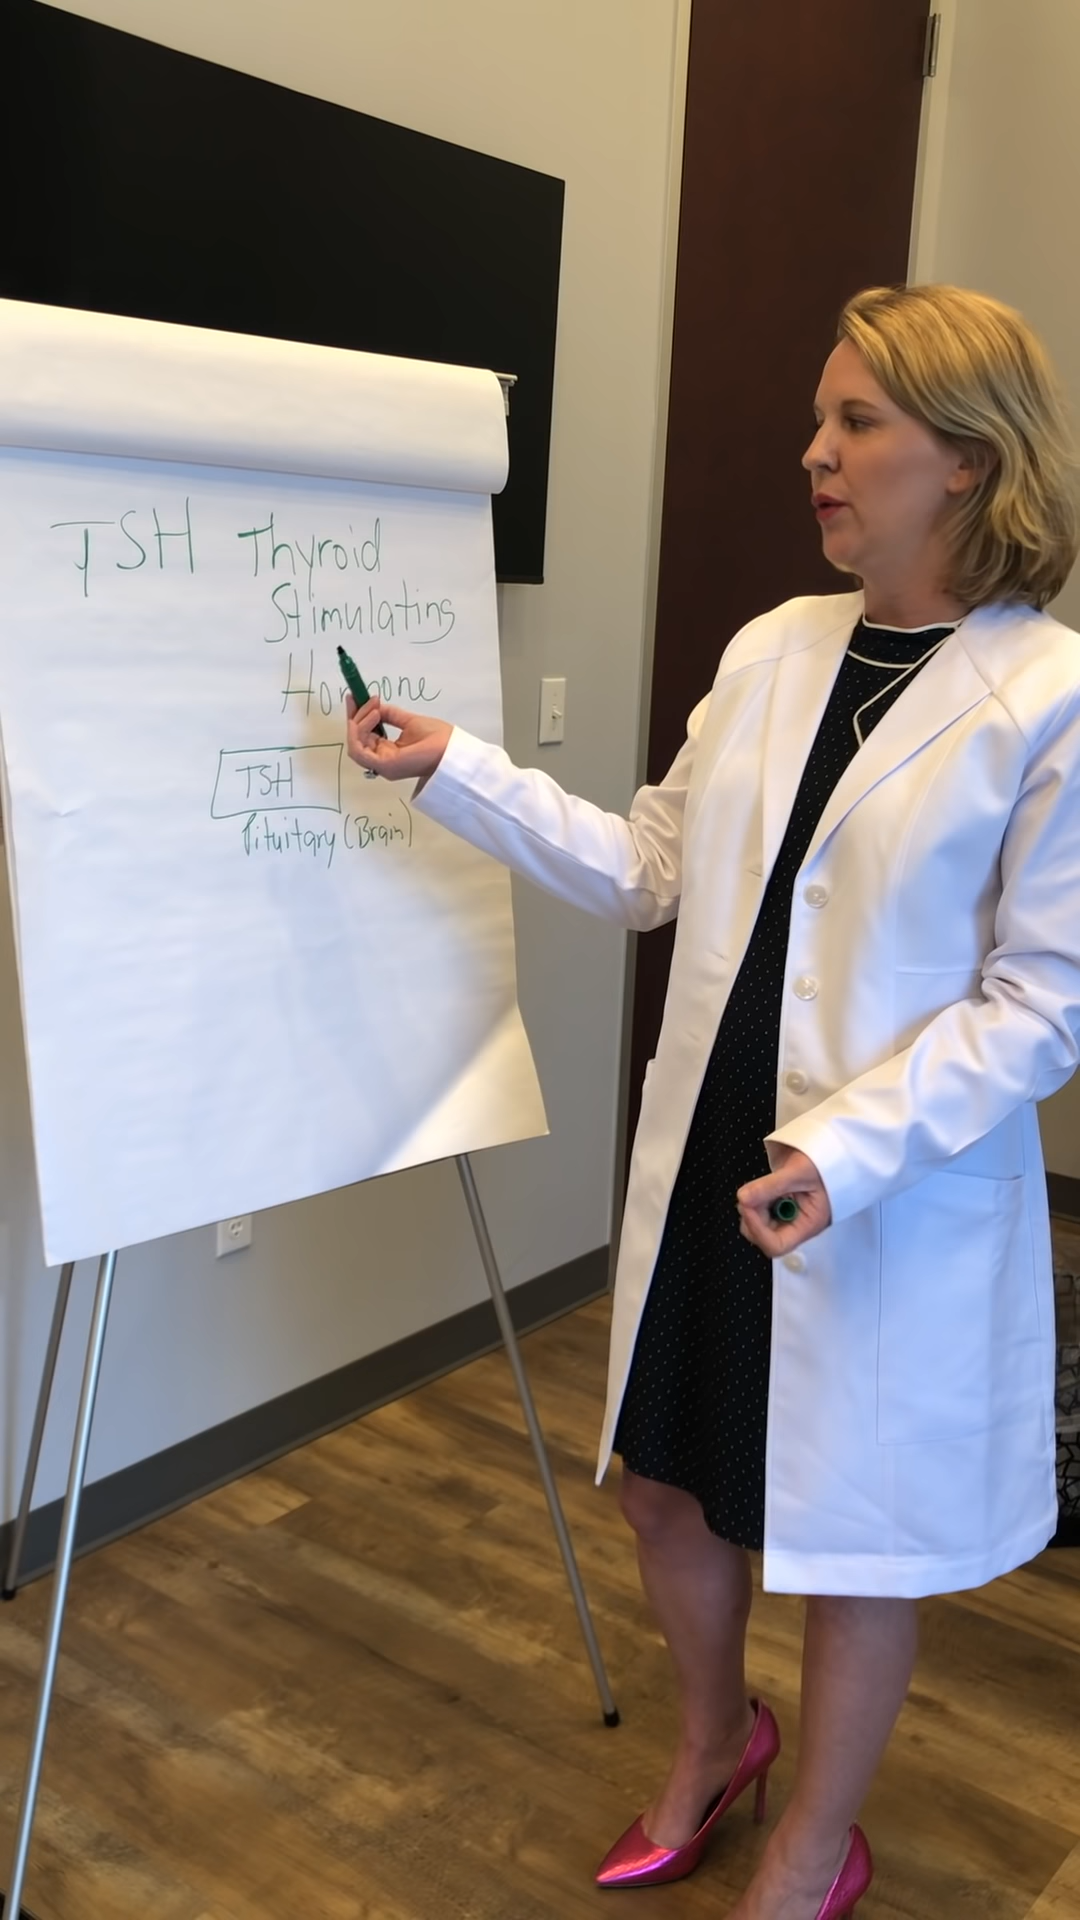 TSH Thyroid
Stimulating
Hormone
TSH
Pituitary (Brain)